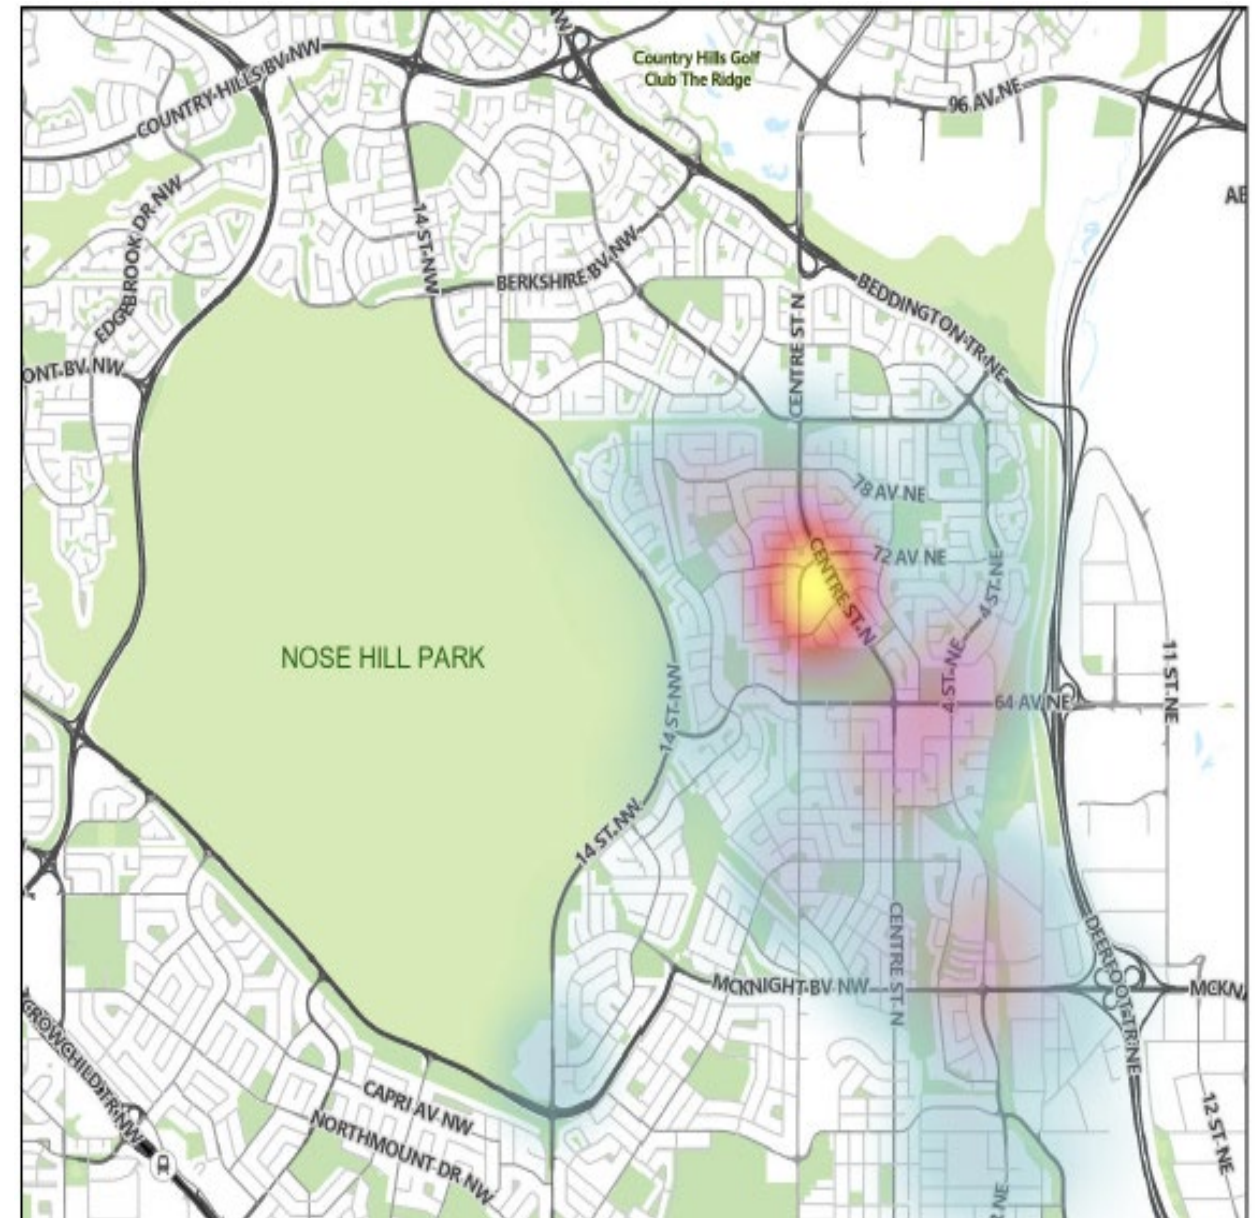 NW
Country Hills Golf
Club The Ridge
COUNTRY HILLS BV NW
96 AV NE
EDGEBROOK DR NW
14 ST NW
BERKSHIRE BV NW
BEDDINGTON TR NE
CENTRE ST N
ONT BV NW
78 AV NE
CENTRE ST N
72 AV NE
4 ST NE
NOSE HILL PARK
4 ST NE
64 AV NE
11 ST NE
14 ST NW
14 ST NW
CENTRE ST N
DEERFOOT TR NE
MCKNIGHT BV NW
MCKN
CROWCHILD TR NW
CAPRI AV NW
NORTHMOUNT DR NW
12 ST NE